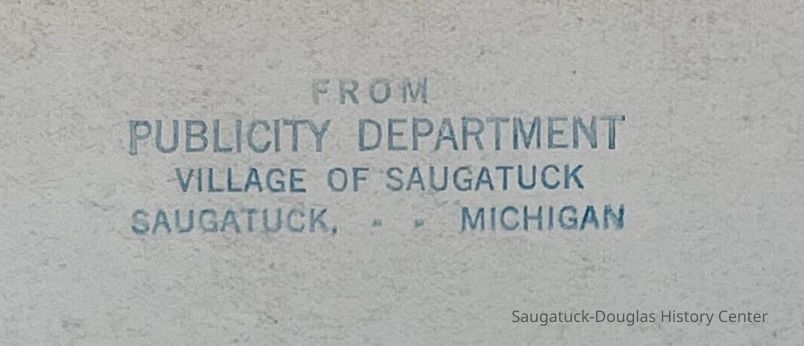 FROM
PUBLICITY DEPARTMENT
VILLAGE OF SAUGATUCK
SAUGATUCK, - - MICHIGAN
Saugatuck-Douglas History Center